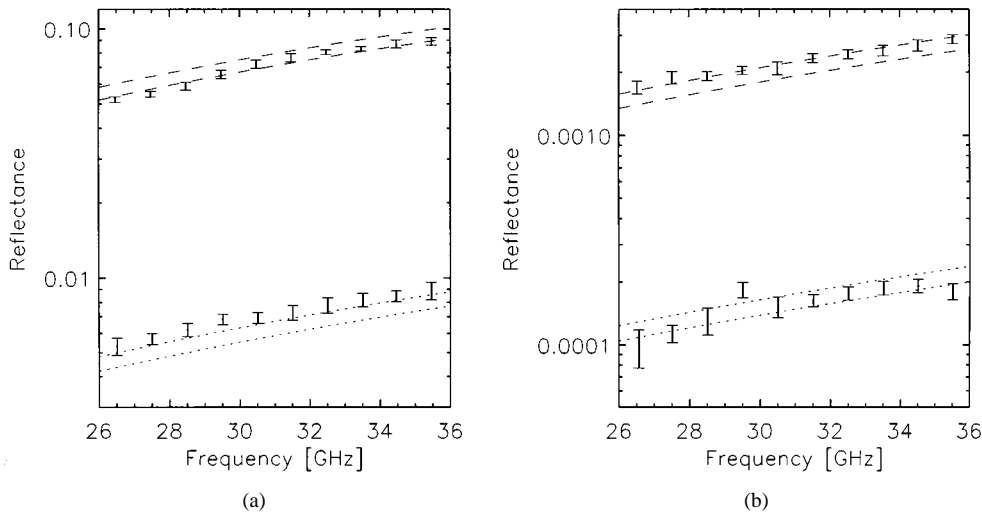 0.10
0.01
Reflectance
26 28 30 32 34 36
Frequency [GHz]
(a)
0.0010
0.0001
Reflectance
26 28 30 32 34 36
Frequency [GHz]
(b)